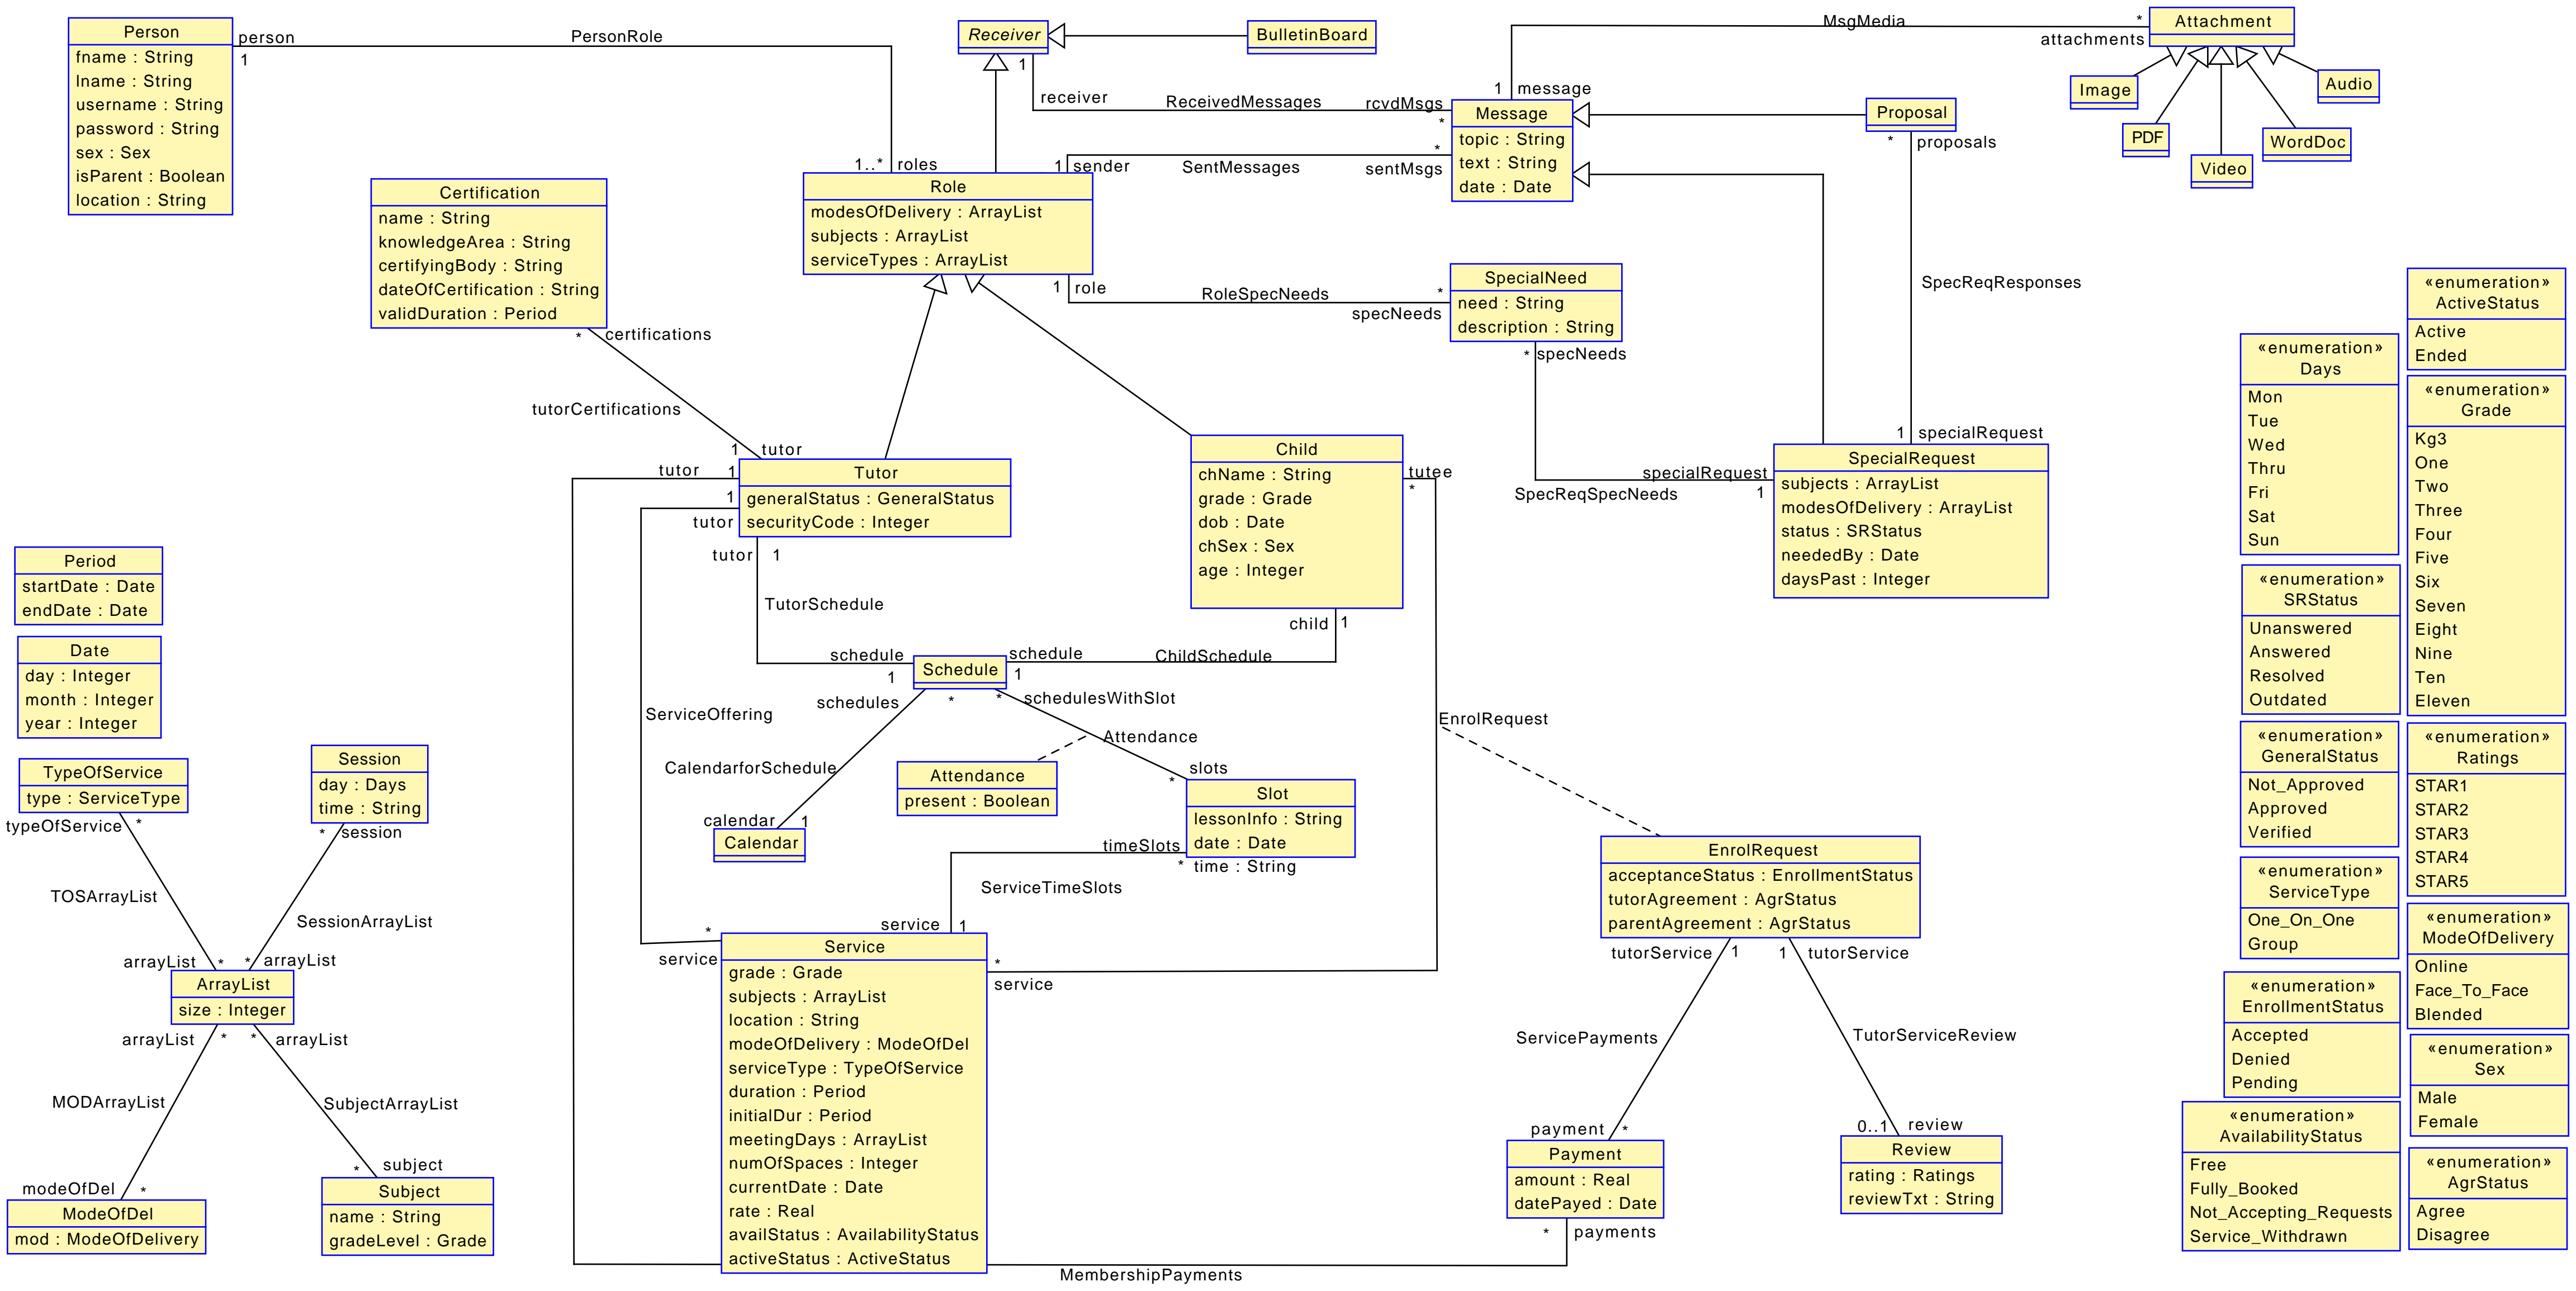 Person
fname : String
lname : String
username : String
password : String
sex : Sex
isParent : Boolean
location : String
person
1
PersonRole
1..*
roles
Receiver
1
receiver
ReceivedMessages
rcvdMsgs
*
BulletinBoard
MsgMedia
*
attachments
1
message
Attachment
Image
PDF
Video
WordDoc
Audio
Message
topic : String
text : String
date : Date
Proposal
*
proposals
SpecReqResponses
1
specialRequest
1
sender
SentMessages
*
sentMsgs
Role
modesOfDelivery : ArrayList
subjects : ArrayList
serviceTypes : ArrayList
1
role
RoleSpecNeeds
*
specNeeds
SpecialNeed
need : String
description : String
*
specNeeds
SpecReqSpecNeeds
specialRequest
1
SpecialRequest
subjects : ArrayList
modesOfDelivery : ArrayList
status : SRStatus
neededBy : Date
daysPast : Integer
Certification
name : String
knowledgeArea : String
certifyingBody : String
dateOfCertification : String
validDuration : Period
*
certifications
tutorCertifications
1
tutor
tutor
1
1
tutor
Tutor
generalStatus : GeneralStatus
securityCode : Integer
tutor
1
TutorSchedule
schedule
1
Child
chName : String
grade : Grade
dob : Date
chSex : Sex
age : Integer
tutee
*
child
1
ChildSchedule
schedule
1
Schedule
schedules
*
*
schedulesWithSlot
CalendarforSchedule
calendar
1
Calendar
Attendance
Attendance
present : Boolean
slots
*
Slot
lessonInfo : String
date : Date
time : String
timeSlots
*
ServiceTimeSlots
service
1
ServiceOffering
*
service
EnrolRequest
*
service
Service
grade : Grade
subjects : ArrayList
location : String
modeOfDelivery : ModeOfDel
serviceType : TypeOfService
duration : Period
initialDur : Period
meetingDays : ArrayList
numOfSpaces : Integer
currentDate : Date
rate : Real
availStatus : AvailabilityStatus
activeStatus : ActiveStatus
MembershipPayments
EnrolRequest
acceptanceStatus : EnrollmentStatus
tutorAgreement : AgrStatus
parentAgreement : AgrStatus
tutorService
1
1
tutorService
ServicePayments
TutorServiceReview
payment
*
0..1
review
Payment
amount : Real
datePayed : Date
*
payments
Review
rating : Ratings
reviewTxt : String
Period
startDate : Date
endDate : Date
Date
day : Integer
month : Integer
year : Integer
TypeOfService
type : ServiceType
typeOfService
*
Session
day : Days
time : String
*
session
TOSArrayList
SessionArrayList
arrayList
*
*
arrayList
ArrayList
size : Integer
arrayList
*
*
arrayList
MODArrayList
SubjectArrayList
modeOfDel
*
*
subject
ModeOfDel
mod : ModeOfDelivery
Subject
name : String
gradeLevel : Grade
«enumeration»
Days
Mon
Tue
Wed
Thru
Fri
Sat
Sun
«enumeration»
SRStatus
Unanswered
Answered
Resolved
Outdated
«enumeration»
GeneralStatus
Not_Approved
Approved
Verified
«enumeration»
ServiceType
One_On_One
Group
«enumeration»
EnrollmentStatus
Accepted
Denied
Pending
«enumeration»
AvailabilityStatus
Free
Fully_Booked
Not_Accepting_Requests
Service_Withdrawn
«enumeration»
ActiveStatus
Active
Ended
«enumeration»
Grade
Kg3
One
Two
Three
Four
Five
Six
Seven
Eight
Nine
Ten
Eleven
«enumeration»
Ratings
STAR1
STAR2
STAR3
STAR4
STAR5
«enumeration»
ModeOfDelivery
Online
Face_To_Face
Blended
«enumeration»
Sex
Male
Female
«enumeration»
AgrStatus
Agree
Disagree